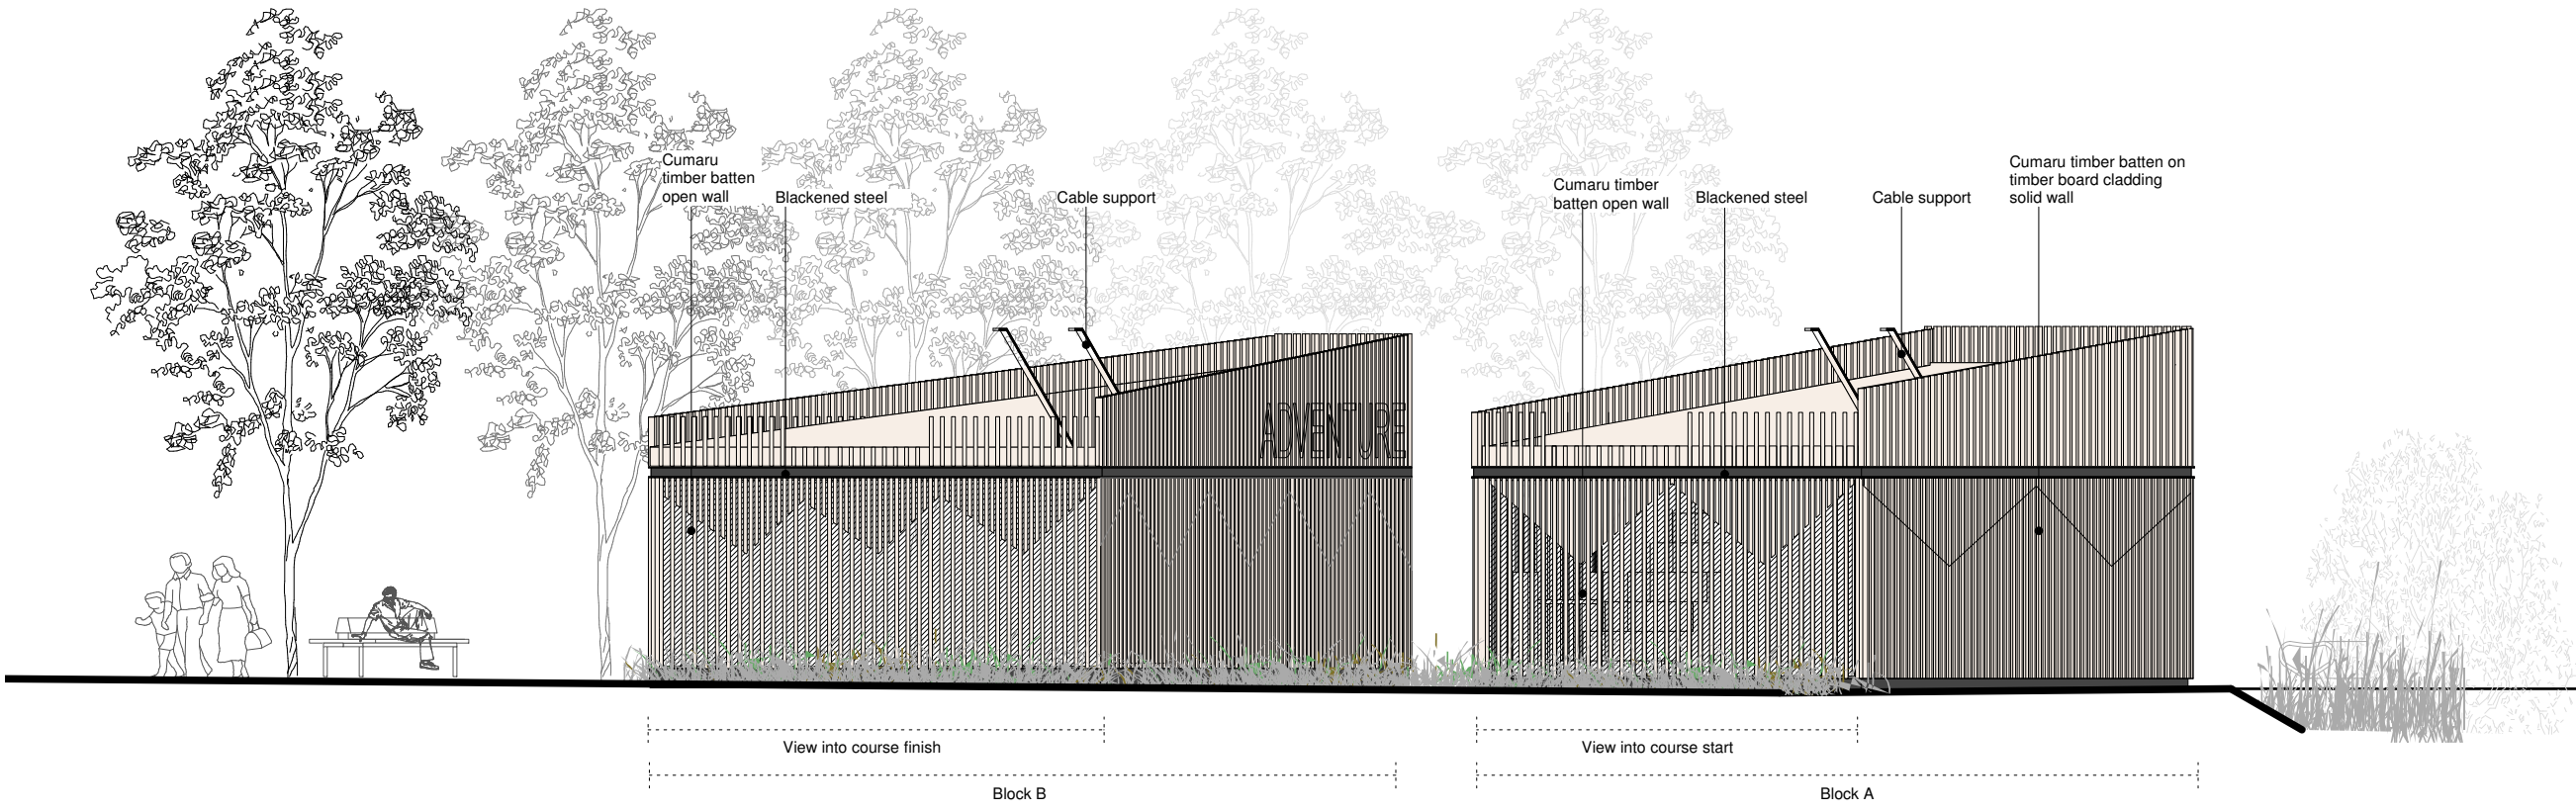 Cumaru
timber batten
open wall
Blackened steel
Cable support
Cumaru timber
batten open wall
Blackened steel
Cable support
Cumaru timber batten on
timber board cladding
solid wall
ADVENTURE
View into course finish
View into course start
Block B
Block A